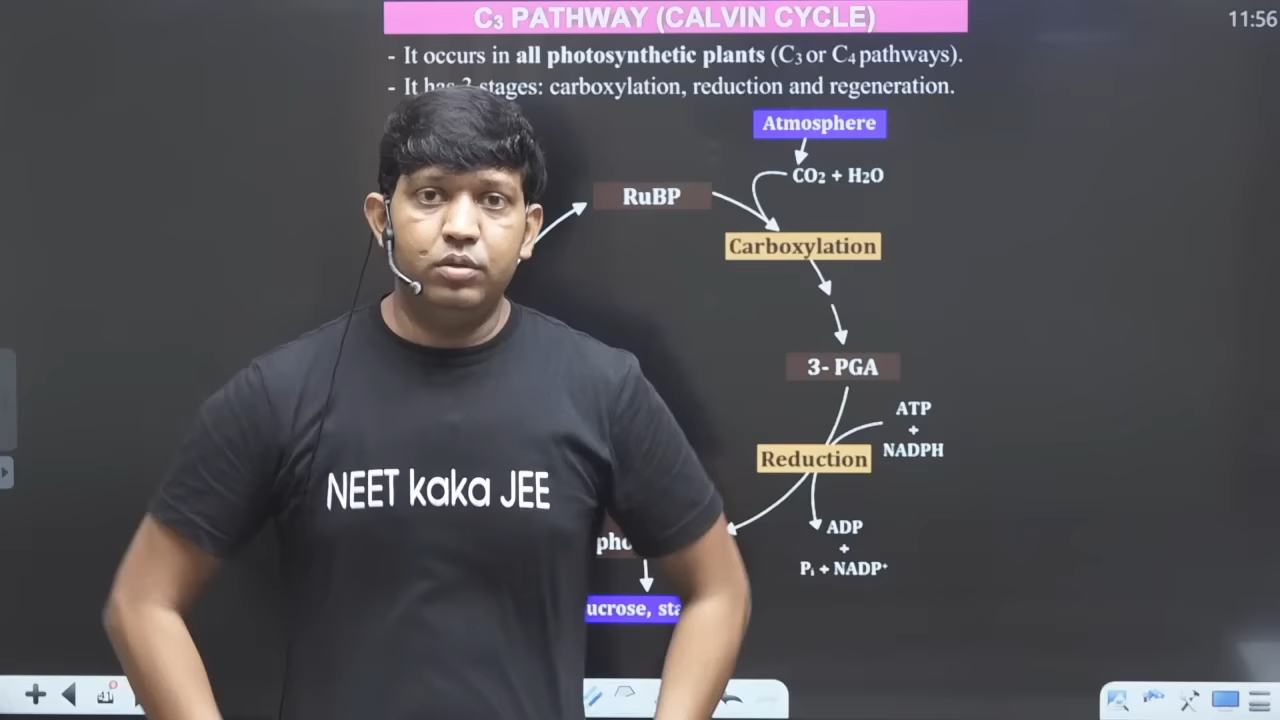 C₃ PATHWAY (CALVIN CYCLE)
11:56
- It occurs in all photosynthetic plants (C₃ or C₄ pathways).
- It has 3 stages: carboxylation, reduction and regeneration.
Atmosphere
CO₂ + H₂O
RuBP
Carboxylation
3- PGA
ATP
+
NADPH
Reduction
NEET kaka JEE
ADP
+
Pᵢ + NADP⁺